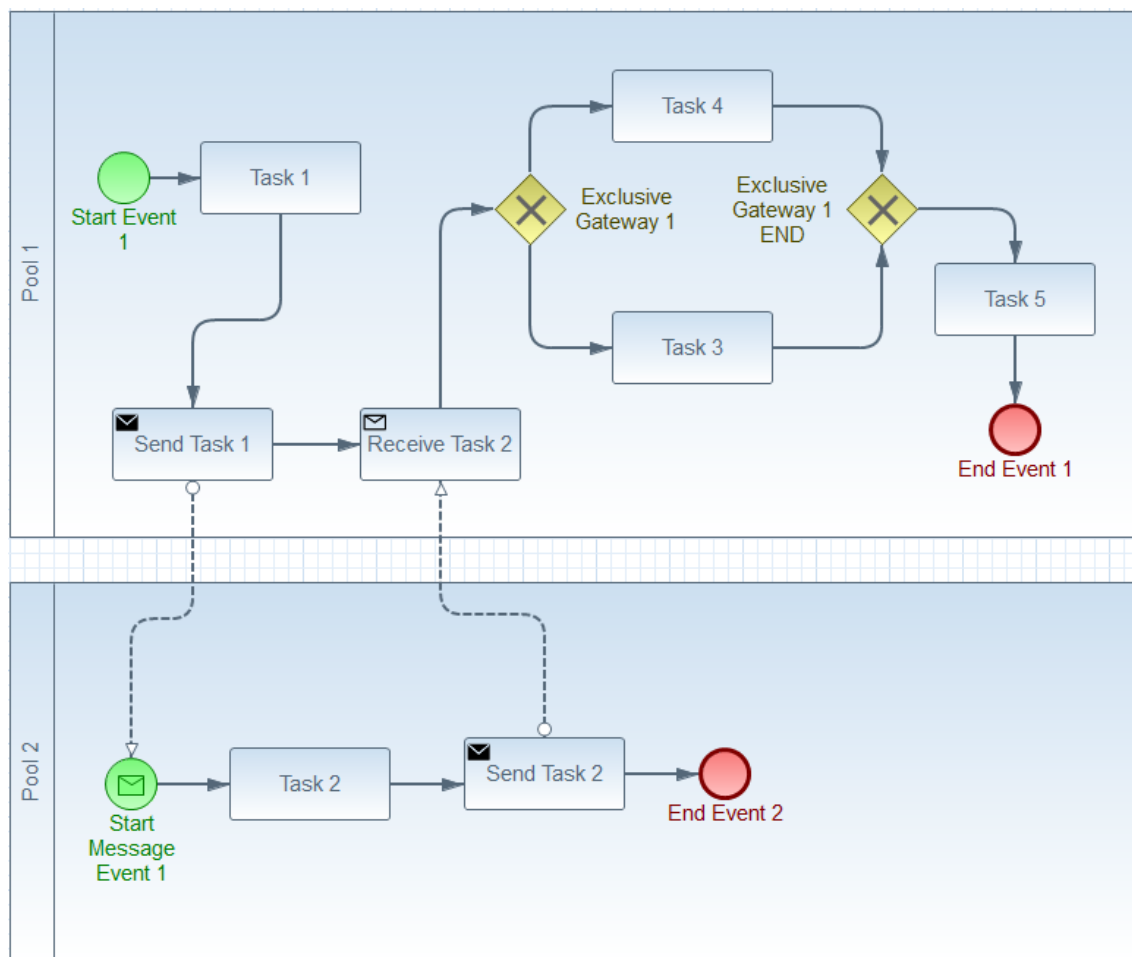 Pool 1
Start Event
1
Task 1
Send Task 1
Receive Task 2
Exclusive
Gateway 1
Task 4
Task 3
Exclusive
Gateway 1
END
Task 5
End Event 1
Pool 2
Start
Message
Event 1
Task 2
Send Task 2
End Event 2